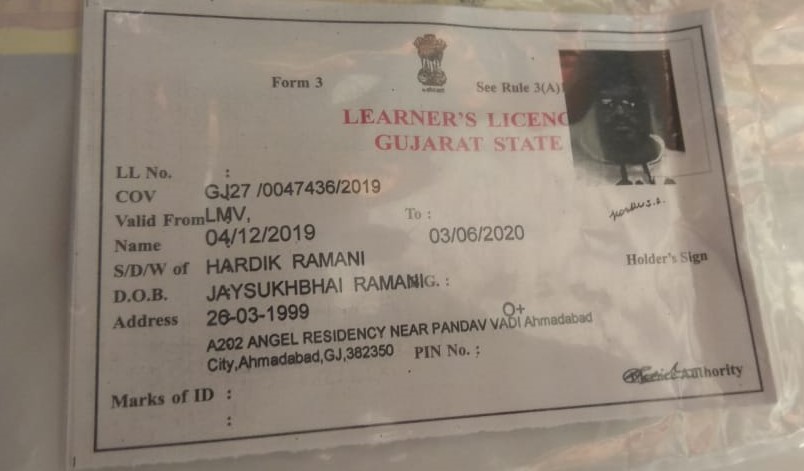 Form 3 See Rule 3(A)
LEARNER'S LICENC
GUJARAT STATE
LL No. :
COV GJ27 /0047436/2019
Valid From LMV, To :
Name 04/12/2019 03/06/2020
S/D/W of HARDIK RAMANI Holder's Sign
D.O.B. JAYSUKHBHAI RAMANI G. :
Address 26-03-1999 O+
A202 ANGEL RESIDENCY NEAR PANDAV VADI Ahmadabad
City,Ahmadabad,GJ,382350 PIN No. :
Authority
Marks of ID :
: